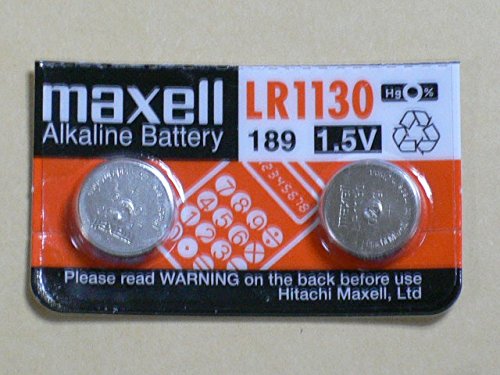 maxell
Alkaline Battery
LR1130
Hg 0 %
189 1.5V
maxell
Please read WARNING on the back before use
Hitachi Maxell, Ltd